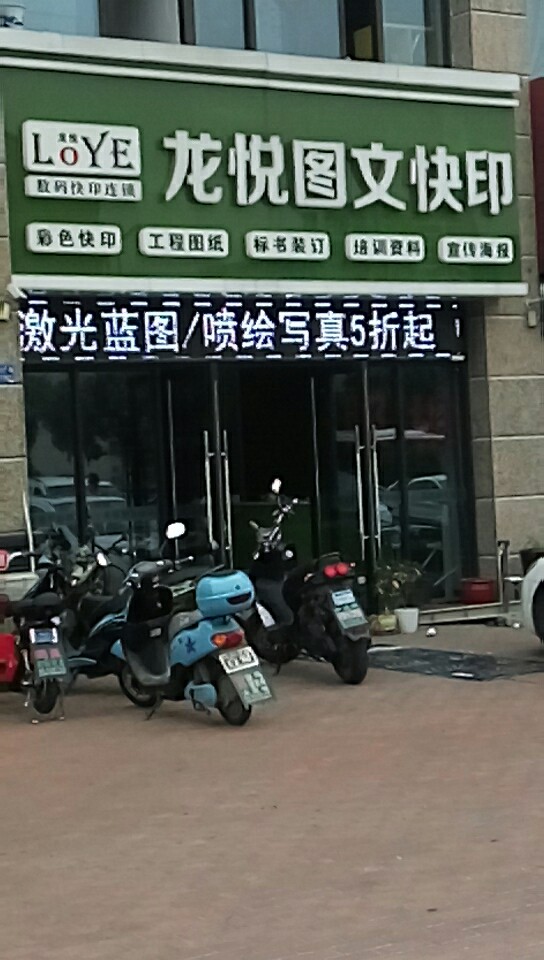 龙悦
LOYE
数码快印连锁
龙悦图文快印
彩色快印 工程图纸 标书装订 培训资料 宣传海报
激光蓝图/喷绘写真5折起